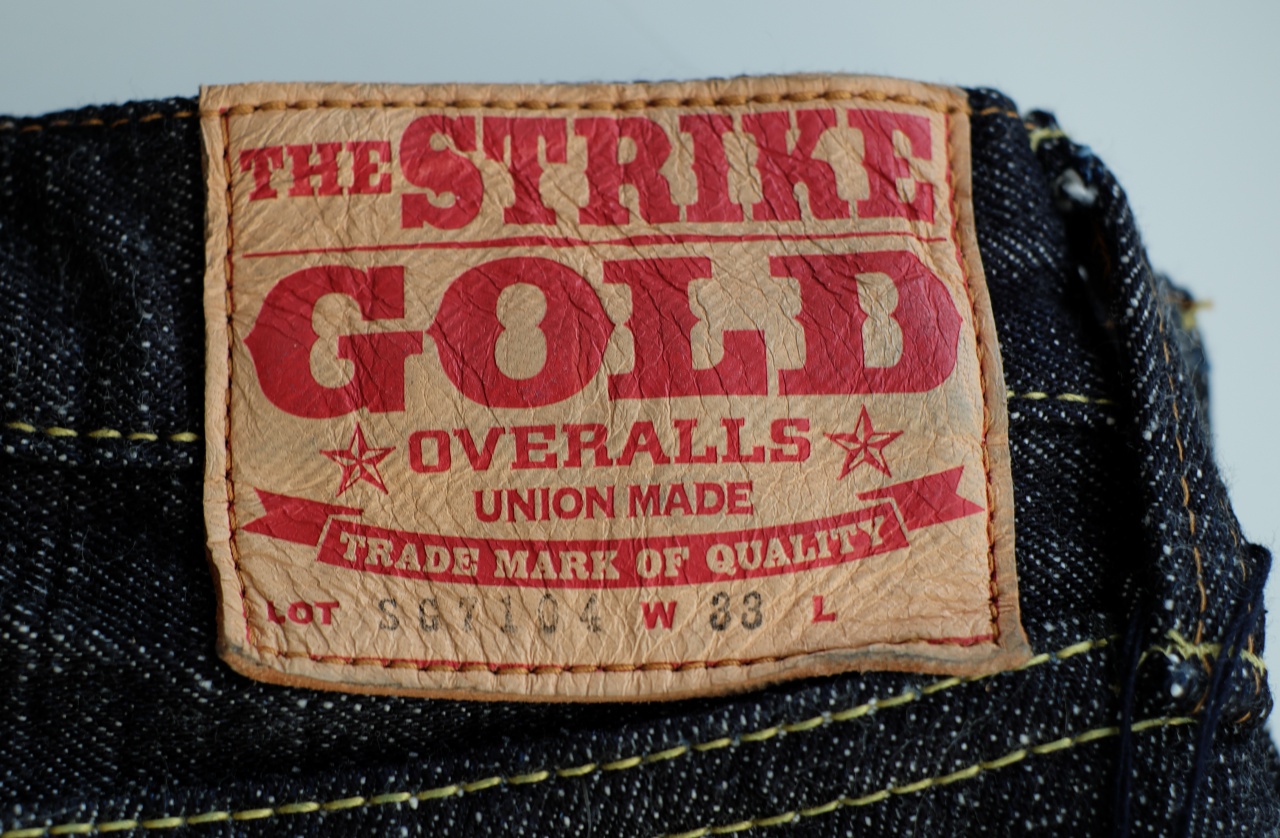 THE STRIKE
GOLD
OVERALLS
UNION MADE
TRADE MARK OF QUALITY
LOT SG7104 W 33 L